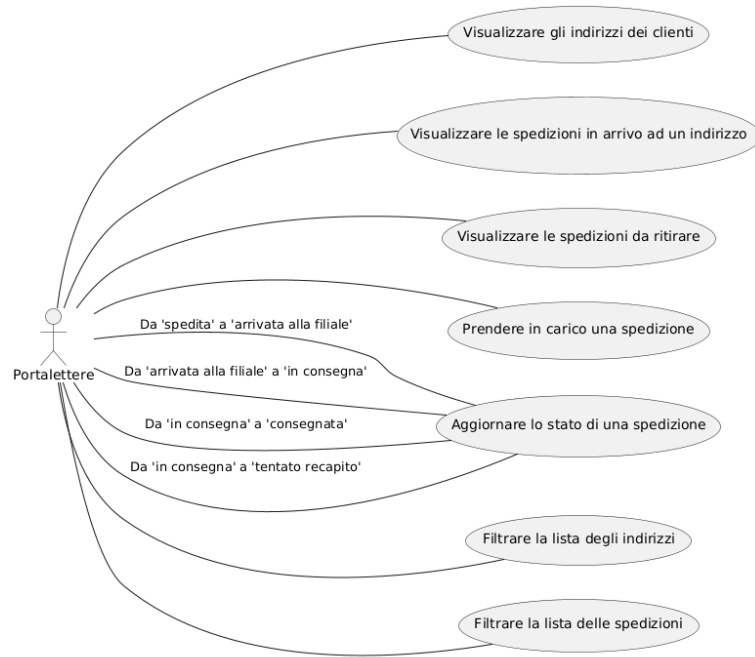 Visualizzare gli indirizzi dei clienti
Visualizzare le spedizioni in arrivo ad un indirizzo
Visualizzare le spedizioni da ritirare
Prendere in carico una spedizione
Da 'spedita' a 'arrivata alla filiale'
Portalettere
Da 'arrivata alla filiale' a 'in consegna'
Da 'in consegna' a 'consegnata'
Aggiornare lo stato di una spedizione
Da 'in consegna' a 'tentato recapito'
Filtrare la lista degli indirizzi
Filtrare la lista delle spedizioni